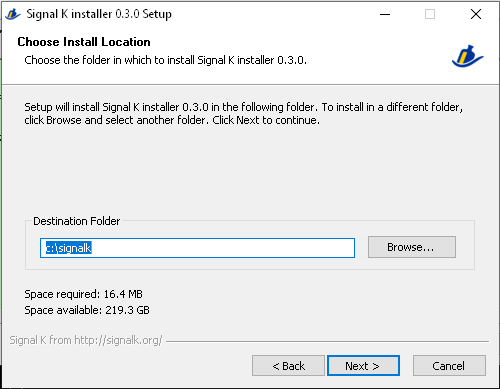 Signal K installer 0.3.0 Setup
Choose Install Location
Choose the folder in which to install Signal K installer 0.3.0.
Setup will install Signal K installer 0.3.0 in the following folder. To install in a different folder,
click Browse and select another folder. Click Next to continue.
Destination Folder
c:\signalk
Browse...
Space required: 16.4 MB
Space available: 219.3 GB
Signal K from http://signalk.org/
< Back
Next >
Cancel